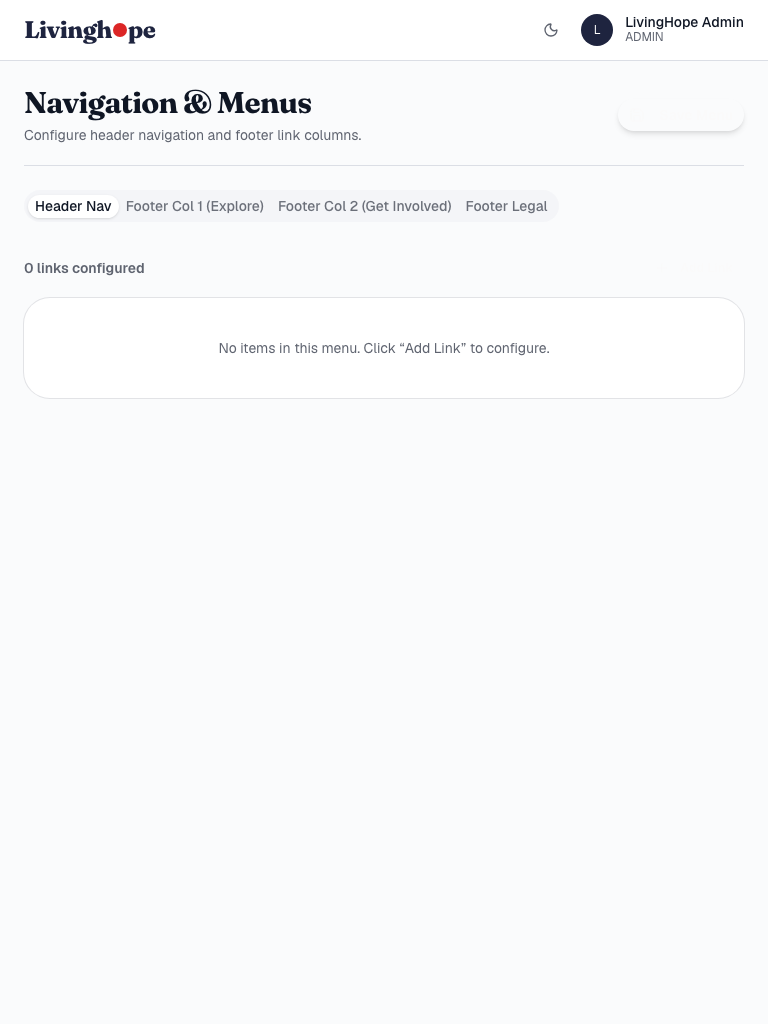 Livinghope
L
LivingHope Admin
ADMIN
Navigation & Menus
Configure header navigation and footer link columns.
Header Nav
Footer Col 1 (Explore)
Footer Col 2 (Get Involved)
Footer Legal
0 links configured
No items in this menu. Click “Add Link” to configure.